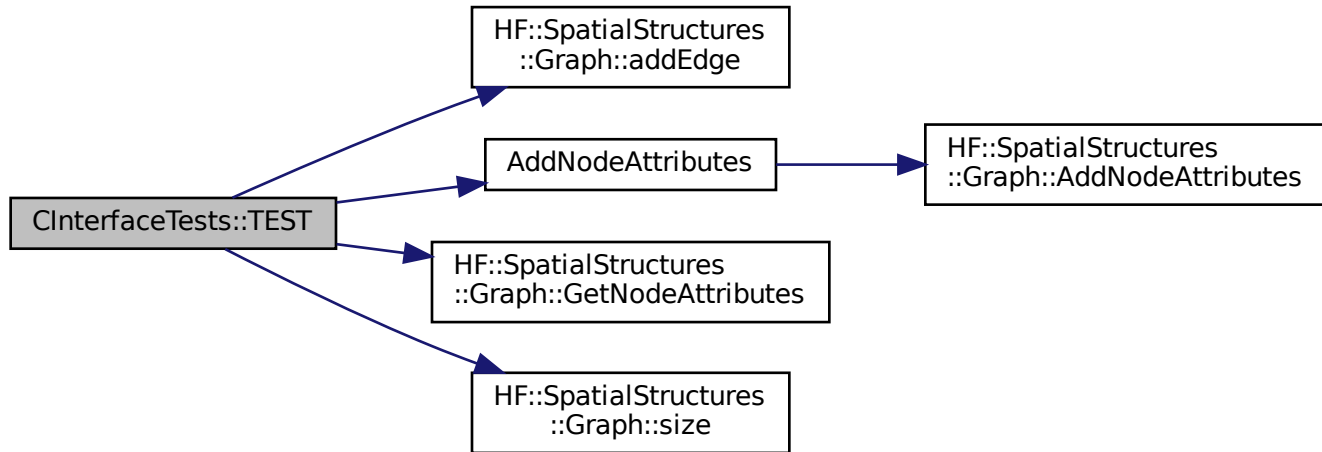 HF::SpatialStructures
::Graph::addEdge
AddNodeAttributes
HF::SpatialStructures
::Graph::AddNodeAttributes
CInterfaceTests::TEST
HF::SpatialStructures
::Graph::GetNodeAttributes
HF::SpatialStructures
::Graph::size